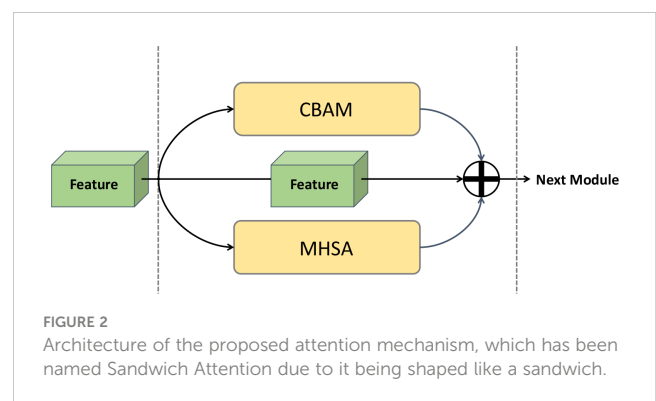 CBAM
Feature
Feature
Next Module
MHSA
FIGURE 2
Architecture of the proposed attention mechanism, which has been
named Sandwich Attention due to it being shaped like a sandwich.